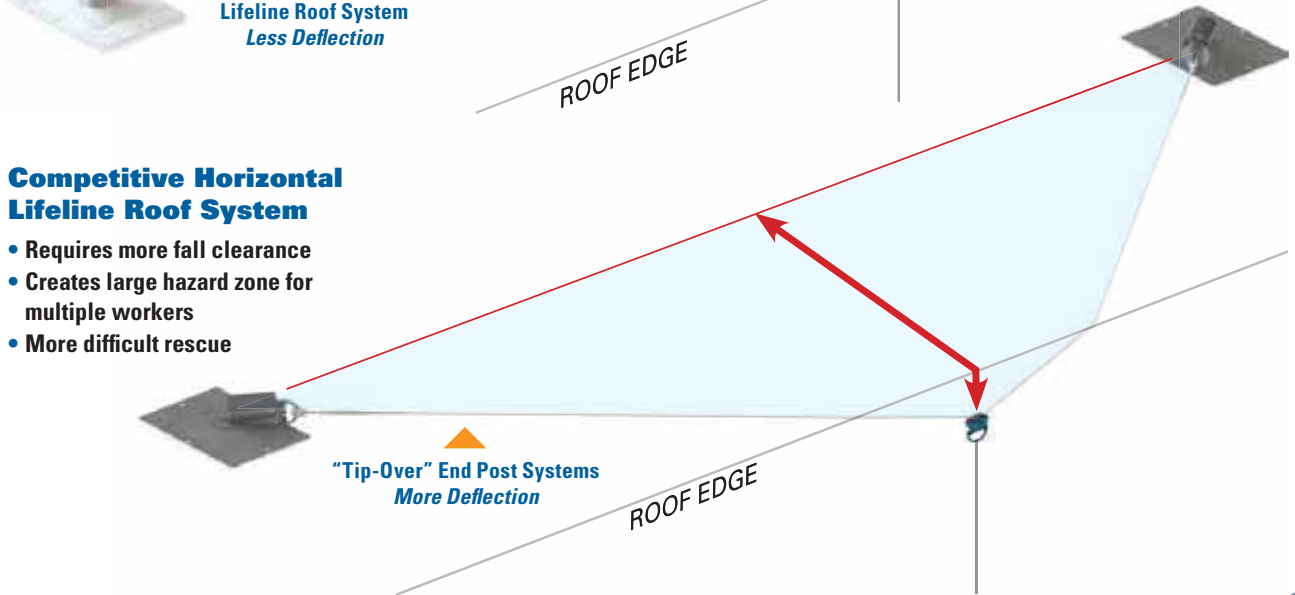 Lifeline Roof System
Less Deflection
ROOF EDGE
Competitive Horizontal
Lifeline Roof System
• Requires more fall clearance
• Creates large hazard zone for
multiple workers
• More difficult rescue
“Tip-Over” End Post Systems
More Deflection
ROOF EDGE